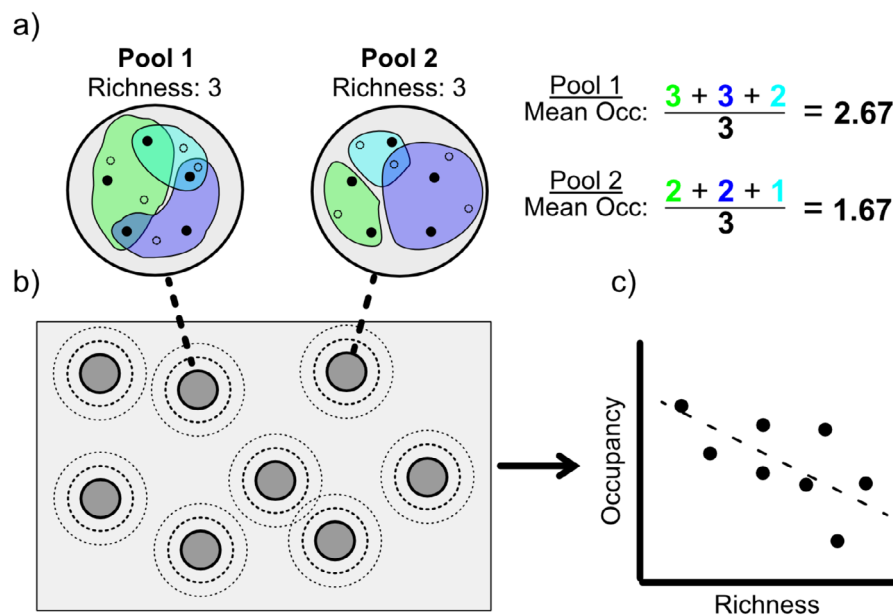 a)
Pool 1
Richness: 3
Pool 2
Richness: 3
Pool 1
Mean Occ: 3 + 3 + 2 / 3 = 2.67
Pool 2
Mean Occ: 2 + 2 + 1 / 3 = 1.67
b)
c)
Occupancy
Richness